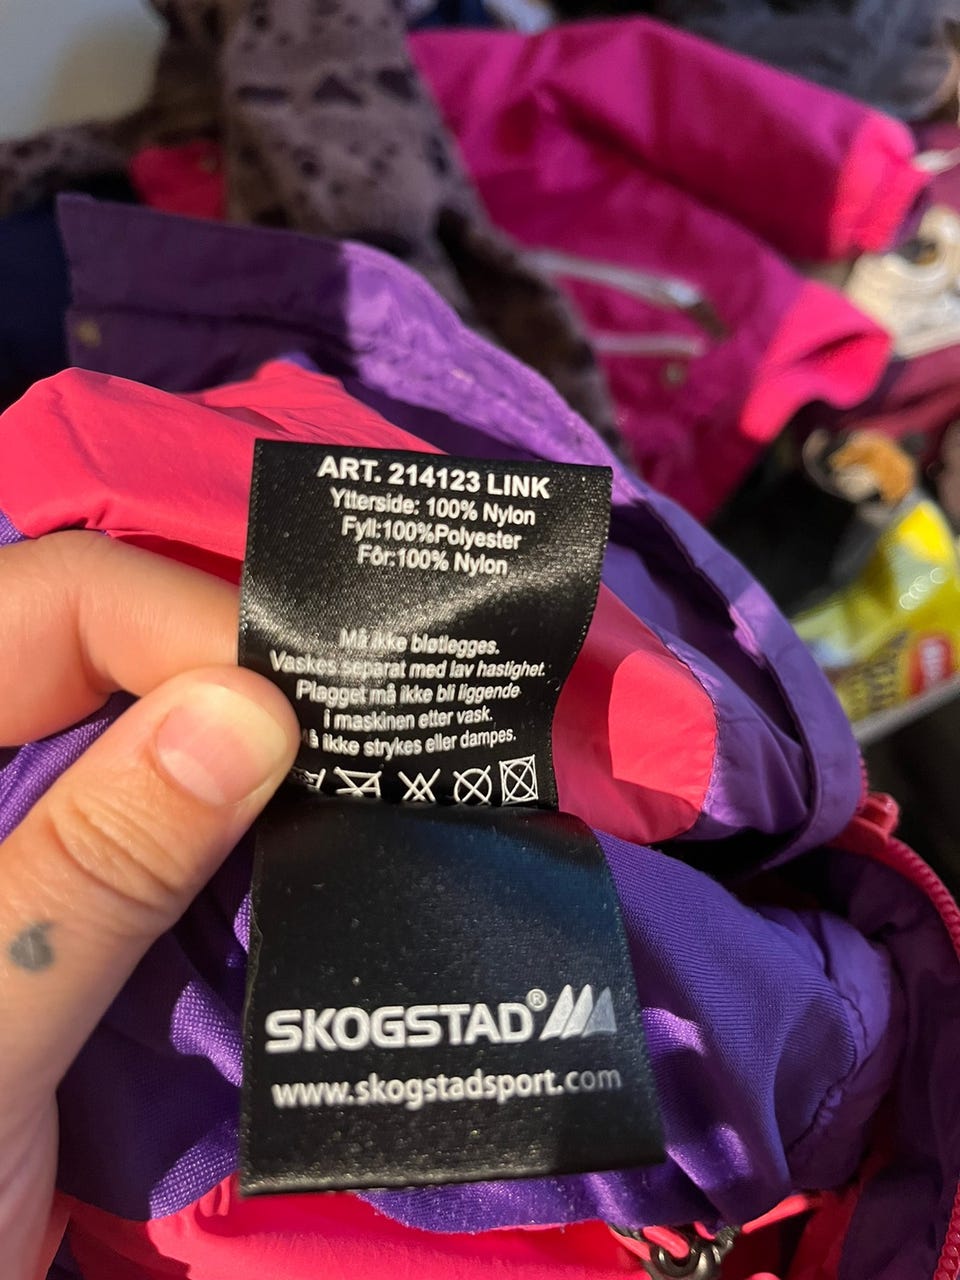 ART. 214123 LINK
Ytterside: 100% Nylon
Fyll:100%Polyester
Fôr:100% Nylon
Må ikke bløtlegges.
Vaskes separat med lav hastighet.
Plagget må ikke bli liggende
i maskinen etter vask.
ikke strykes eller dampes.
SKOGSTAD®
www.skogstadsport.com